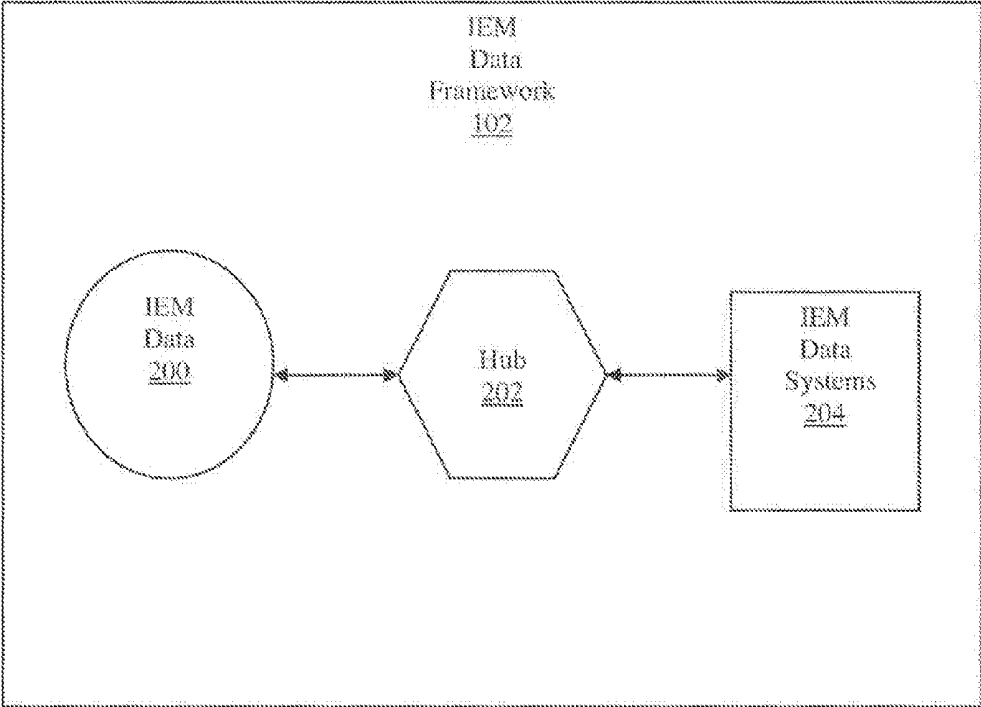 IEM
Data
Framework
102
IEM
Data
200
Hub
202
IEM
Data
Systems
204